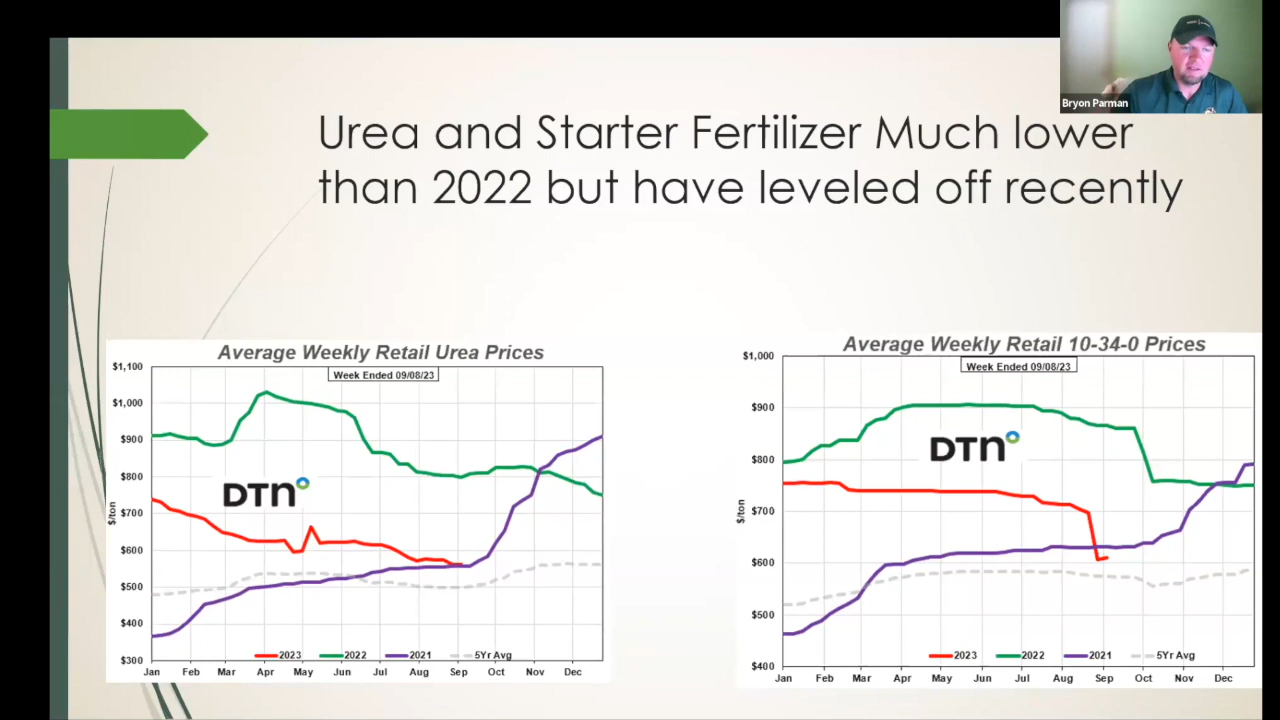 Bryon Parman
Urea and Starter Fertilizer Much lower
than 2022 but have leveled off recently
Average Weekly Retail Urea Prices
Week Ended 09/08/23
$1,100
$1,000
$900
$800
$700
$600
$500
$400
$300
$/ton
DTN
2023 2022 2021 5Yr Avg
Jan Feb Mar Apr May Jun Jul Aug Sep Oct Nov Dec
Average Weekly Retail 10-34-0 Prices
Week Ended 09/08/23
$1,000
$900
$800
$700
$600
$500
$400
$/ton
DTN
2023 2022 2021 5Yr Avg
Jan Feb Mar Apr May Jun Jul Aug Sep Oct Nov Dec